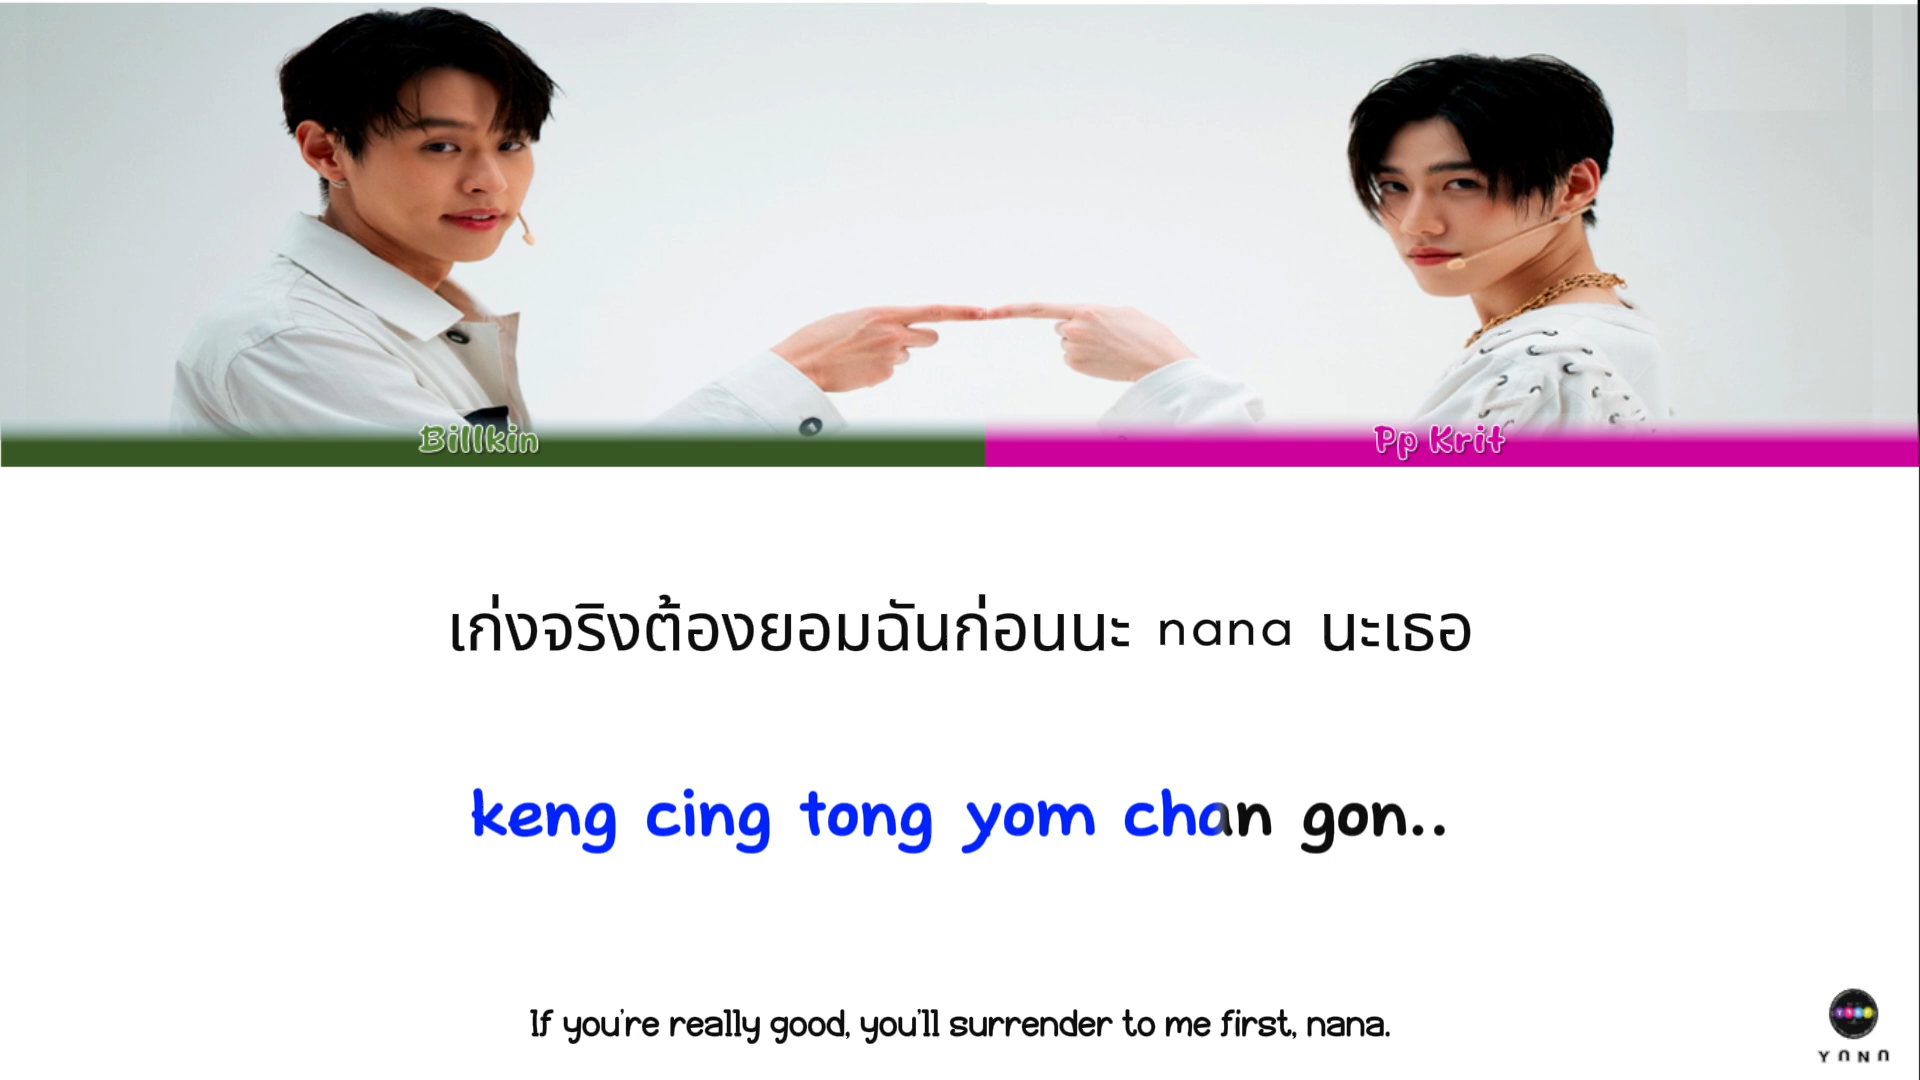 Billkin
Pp Krit
เก่งจริงต้องยอมฉันก่อนนะ nana นะเธอ
keng cing tong yom chan gon..
If you're really good, you'll surrender to me first, nana.
YANA